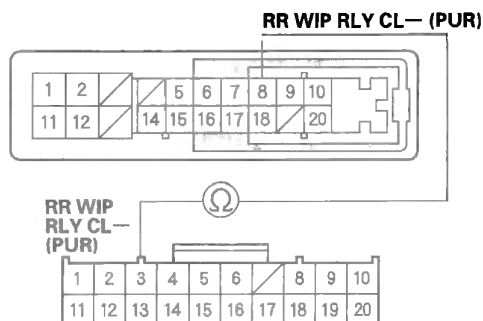 RR WIP RLY CL— (PUR)
1 2 5 6 7 8 9 10
11 12 14 15 16 17 18 20
Ω
RR WIP
RLY CL—
(PUR)
1 2 3 4 5 6 8 9 10
11 12 13 14 15 16 17 18 19 20